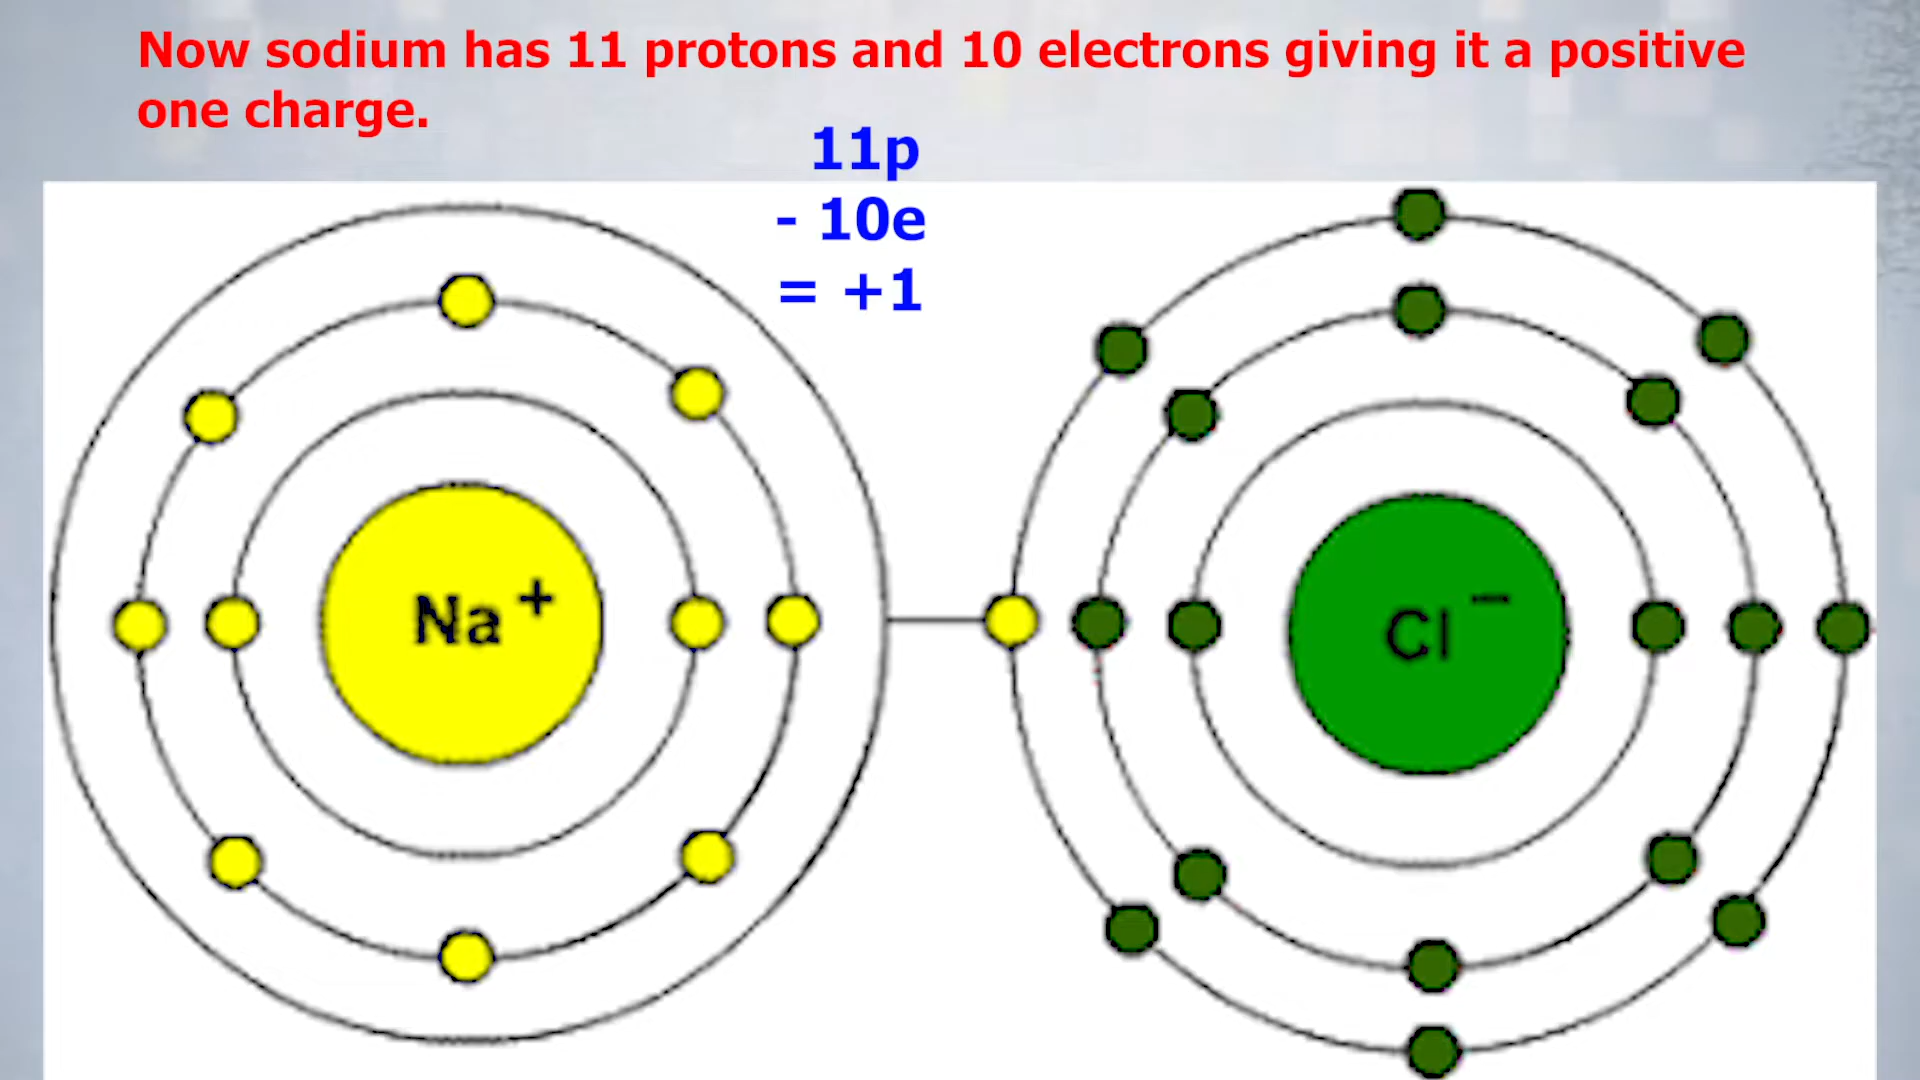 Now sodium has 11 protons and 10 electrons giving it a positive
one charge.
11p
- 10e
= +1
Na +
Cl −